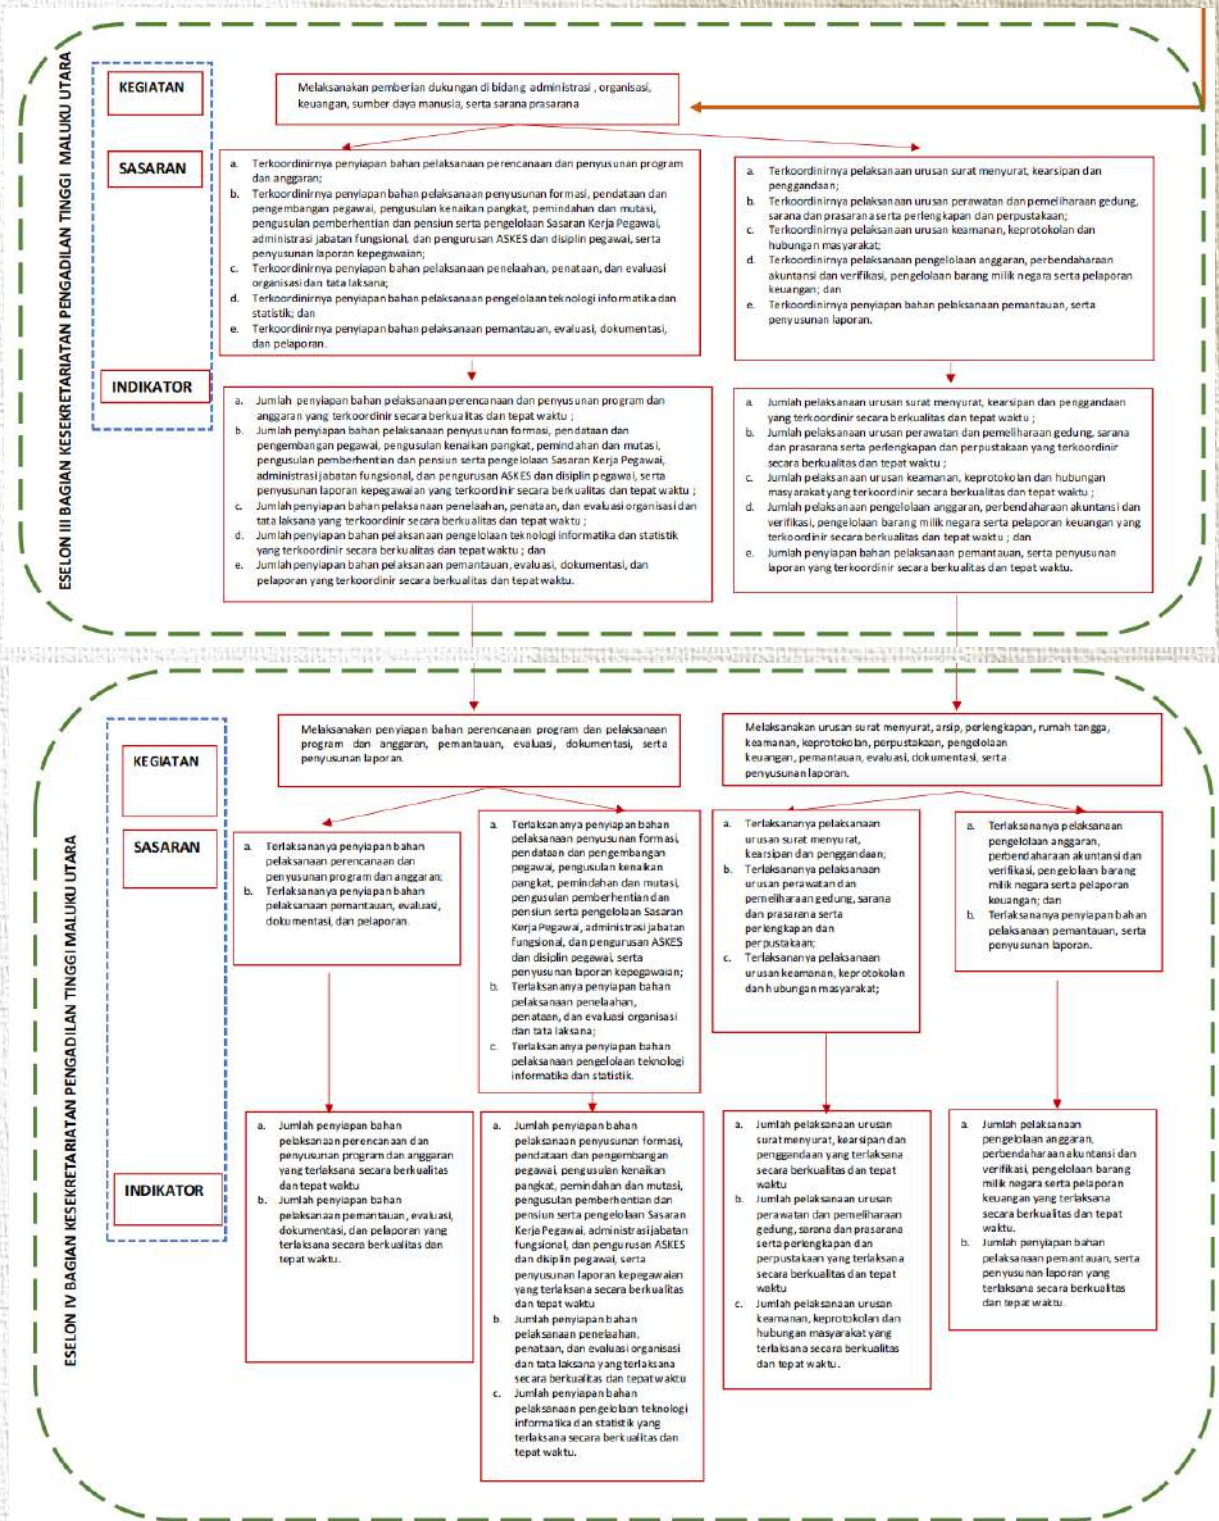 ESELON III BAGIAN KESEKRETARIATAN PENGADILAN TINGGI MALUKU UTARA
KEGIATAN
Melaksanakan pemberian dukungan di bidang administrasi , organisasi,
keuangan, sumber daya manusia, serta sarana prasarana
SASARAN
a. Terkoordinirnya penyiapan bahan pelaksanaan perencanaan dan penyusunan program
dan anggaran;
b. Terkoordinirnya penyiapan bahan pelaksanaan penyusunan formasi, pendataan dan
pengembangan pegawai, pengusulan kenaikan pangkat, pemindahan dan mutasi,
pengusulan pemberhentian dan pensiun serta pengelolaan Sasaran Kerja Pegawai,
administrasi jabatan fungsional, dan pengurusan ASKES dan disiplin pegawai, serta
penyusunan laporan kepegawaian;
c. Terkoordinirnya penyiapan bahan pelaksanaan penelaahan, penataan, dan evaluasi
organisasi dan tata laksana;
d. Terkoordinirnya penyiapan bahan pelaksanaan pengelolaan teknologi informatika dan
statistik; dan
e. Terkoordinirnya penyiapan bahan pelaksanaan pemantauan, evaluasi, dokumentasi,
dan pelaporan.
a. Terkoordinirnya pelaksanaan urusan surat menyurat, kearsipan dan
penggandaan;
b. Terkoordinirnya pelaksanaan urusan perawatan dan pemeliharaan gedung,
sarana dan prasarana serta perlengkapan dan perpustakaan;
c. Terkoordinirnya pelaksanaan urusan keamanan, keprotokolan dan
hubungan masyarakat;
d. Terkoordinirnya pelaksanaan pengelolaan anggaran, perbendaharaan
akuntansi dan verifikasi, pengelolaan barang milik negara serta pelaporan
keuangan; dan
e. Terkoordinirnya penyiapan bahan pelaksanaan pemantauan, serta
penyusunan laporan.
INDIKATOR
a. Jumlah penyiapan bahan pelaksanaan perencanaan dan penyusunan program dan
anggaran yang terkoordinir secara berkualitas dan tepat waktu ;
b. Jumlah penyiapan bahan pelaksanaan penyusunan formasi, pendataan dan
pengembangan pegawai, pengusulan kenaikan pangkat, pemindahan dan mutasi,
pengusulan pemberhentian dan pensiun serta pengelolaan Sasaran Kerja Pegawai,
administrasi jabatan fungsional, dan pengurusan ASKES dan disiplin pegawai, serta
penyusunan laporan kepegawaian yang terkoordinir secara berkualitas dan tepat waktu ;
c. Jumlah penyiapan bahan pelaksanaan penelaahan, penataan, dan evaluasi organisasi dan
tata laksana yang terkoordinir secara berkualitas dan tepat waktu ;
d. Jumlah penyiapan bahan pelaksanaan pengelolaan teknologi informatika dan statistik
yang terkoordinir secara berkualitas dan tepat waktu ; dan
e. Jumlah penyiapan bahan pelaksanaan pemantauan, evaluasi, dokumentasi, dan
pelaporan yang terkoordinir secara berkualitas dan tepat waktu.
a. Jumlah pelaksanaan urusan surat menyurat, kearsipan dan penggandaan
yang terkoordinir secara berkualitas dan tepat waktu ;
b. Jumlah pelaksanaan urusan perawatan dan pemeliharaan gedung, sarana
dan prasarana serta perlengkapan dan perpustakaan yang terkoordinir
secara berkualitas dan tepat waktu ;
c. Jumlah pelaksanaan urusan keamanan, keprotokolan dan hubungan
masyarakat yang terkoordinir secara berkualitas dan tepat waktu ;
d. Jumlah pelaksanaan pengelolaan anggaran, perbendaharaan akuntansi dan
verifikasi, pengelolaan barang milik negara serta pelaporan keuangan yang
terkoordinir secara berkualitas dan tepat waktu ; dan
e. Jumlah penyiapan bahan pelaksanaan pemantauan, serta penyusunan
laporan yang terkoordinir secara berkualitas dan tepat waktu.
ESELON IV BAGIAN KESEKRETARIATAN PENGADILAN TINGGI MALUKU UTARA
KEGIATAN
Melaksanakan penyiapan bahan perencanaan program dan pelaksanaan
program dan anggaran, pemantauan, evaluasi, dokumentasi, serta
penyusunan laporan.
Melaksanakan urusan surat menyurat, arsip, perlengkapan, rumah tangga,
keamanan, keprotokolan, perpustakaan, pengelolaan
keuangan, pemantauan, evaluasi, dokumentasi, serta
penyusunan laporan.
SASARAN
a. Terlaksananya penyiapan bahan
pelaksanaan perencanaan dan
penyusunan program dan anggaran;
b. Terlaksananya penyiapan bahan
pelaksanaan pemantauan, evaluasi,
dokumentasi, dan pelaporan.
a. Terlaksananya penyiapan bahan
pelaksanaan penyusunan formasi,
pendataan dan pengembangan
pegawai, pengusulan kenaikan
pangkat, pemindahan dan mutasi,
pengusulan pemberhentian dan
pensiun serta pengelolaan Sasaran
Kerja Pegawai, administrasi jabatan
fungsional, dan pengurusan ASKES
dan disiplin pegawai, serta
penyusunan laporan kepegawaian;
b. Terlaksananya penyiapan bahan
pelaksanaan penelaahan,
penataan, dan evaluasi organisasi
dan tata laksana;
c. Terlaksananya penyiapan bahan
pelaksanaan pengelolaan teknologi
informatika dan statistik.
a. Terlaksananya pelaksanaan
urusan surat menyurat,
kearsipan dan penggandaan;
b. Terlaksananya pelaksanaan
urusan perawatan dan
pemeliharaan gedung, sarana
dan prasarana serta
perlengkapan dan
perpustakaan;
c. Terlaksananya pelaksanaan
urusan keamanan, keprotokolan
dan hubungan masyarakat;
a. Terlaksananya pelaksanaan
pengelolaan anggaran,
perbendaharaan akuntansi dan
verifikasi, pengelolaan barang
milik negara serta pelaporan
keuangan; dan
b. Terlaksananya penyiapan bahan
pelaksanaan pemantauan, serta
penyusunan laporan.
INDIKATOR
a. Jumlah penyiapan bahan
pelaksanaan perencanaan dan
penyusunan program dan anggaran
yang terlaksana secara berkualitas
dan tepat waktu
b. Jumlah penyiapan bahan
pelaksanaan pemantauan, evaluasi,
dokumentasi, dan pelaporan yang
terlaksana secara berkualitas dan
tepat waktu.
a. Jumlah penyiapan bahan
pelaksanaan penyusunan formasi,
pendataan dan pengembangan
pegawai, pengusulan kenaikan
pangkat, pemindahan dan mutasi,
pengusulan pemberhentian dan
pensiun serta pengelolaan Sasaran
Kerja Pegawai, administrasi jabatan
fungsional, dan pengurusan ASKES
dan disiplin pegawai, serta
penyusunan laporan kepegawaian
yang terlaksana secara berkualitas
dan tepat waktu
b. Jumlah penyiapan bahan
pelaksanaan penelaahan,
penataan, dan evaluasi organisasi
dan tata laksana yang terlaksana
secara berkualitas dan tepat waktu
c. Jumlah penyiapan bahan
pelaksanaan pengelolaan teknologi
informatika dan statistik yang
terlaksana secara berkualitas dan
tepat waktu.
a. Jumlah pelaksanaan urusan
surat menyurat, kearsipan dan
penggandaan yang terlaksana
secara berkualitas dan tepat
waktu
b. Jumlah pelaksanaan urusan
perawatan dan pemeliharaan
gedung, sarana dan prasarana
serta perlengkapan dan
perpustakaan yang terlaksana
secara berkualitas dan tepat
waktu
c. Jumlah pelaksanaan urusan
keamanan, keprotokolan dan
hubungan masyarakat yang
terlaksana secara berkualitas
dan tepat waktu.
a. Jumlah pelaksanaan
pengelolaan anggaran,
perbendaharaan akuntansi dan
verifikasi, pengelolaan barang
milik negara serta pelaporan
keuangan yang terlaksana
secara berkualitas dan tepat
waktu.
b. Jumlah penyiapan bahan
pelaksanaan pemantauan, serta
penyusunan laporan yang
terlaksana secara berkualitas
dan tepat waktu.